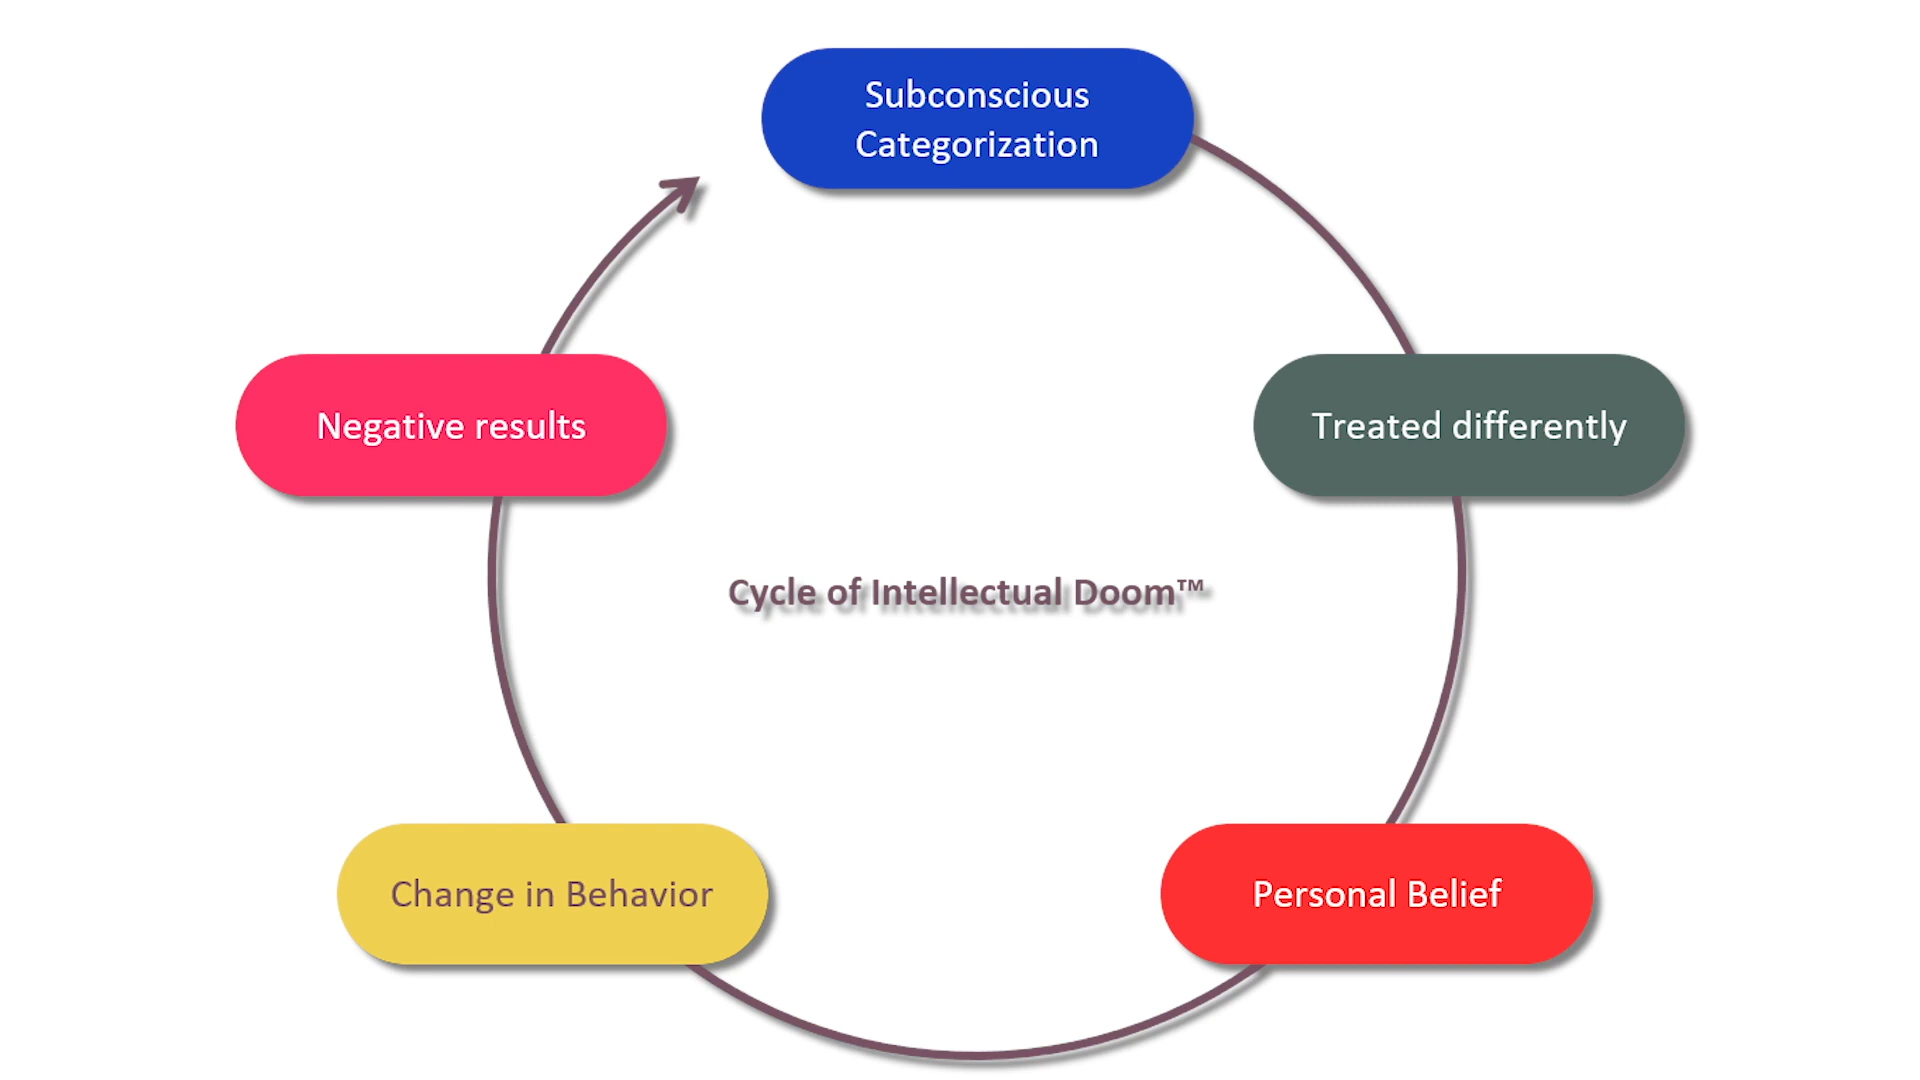 Subconscious
Categorization
Treated differently
Personal Belief
Change in Behavior
Negative results
Cycle of Intellectual Doom™